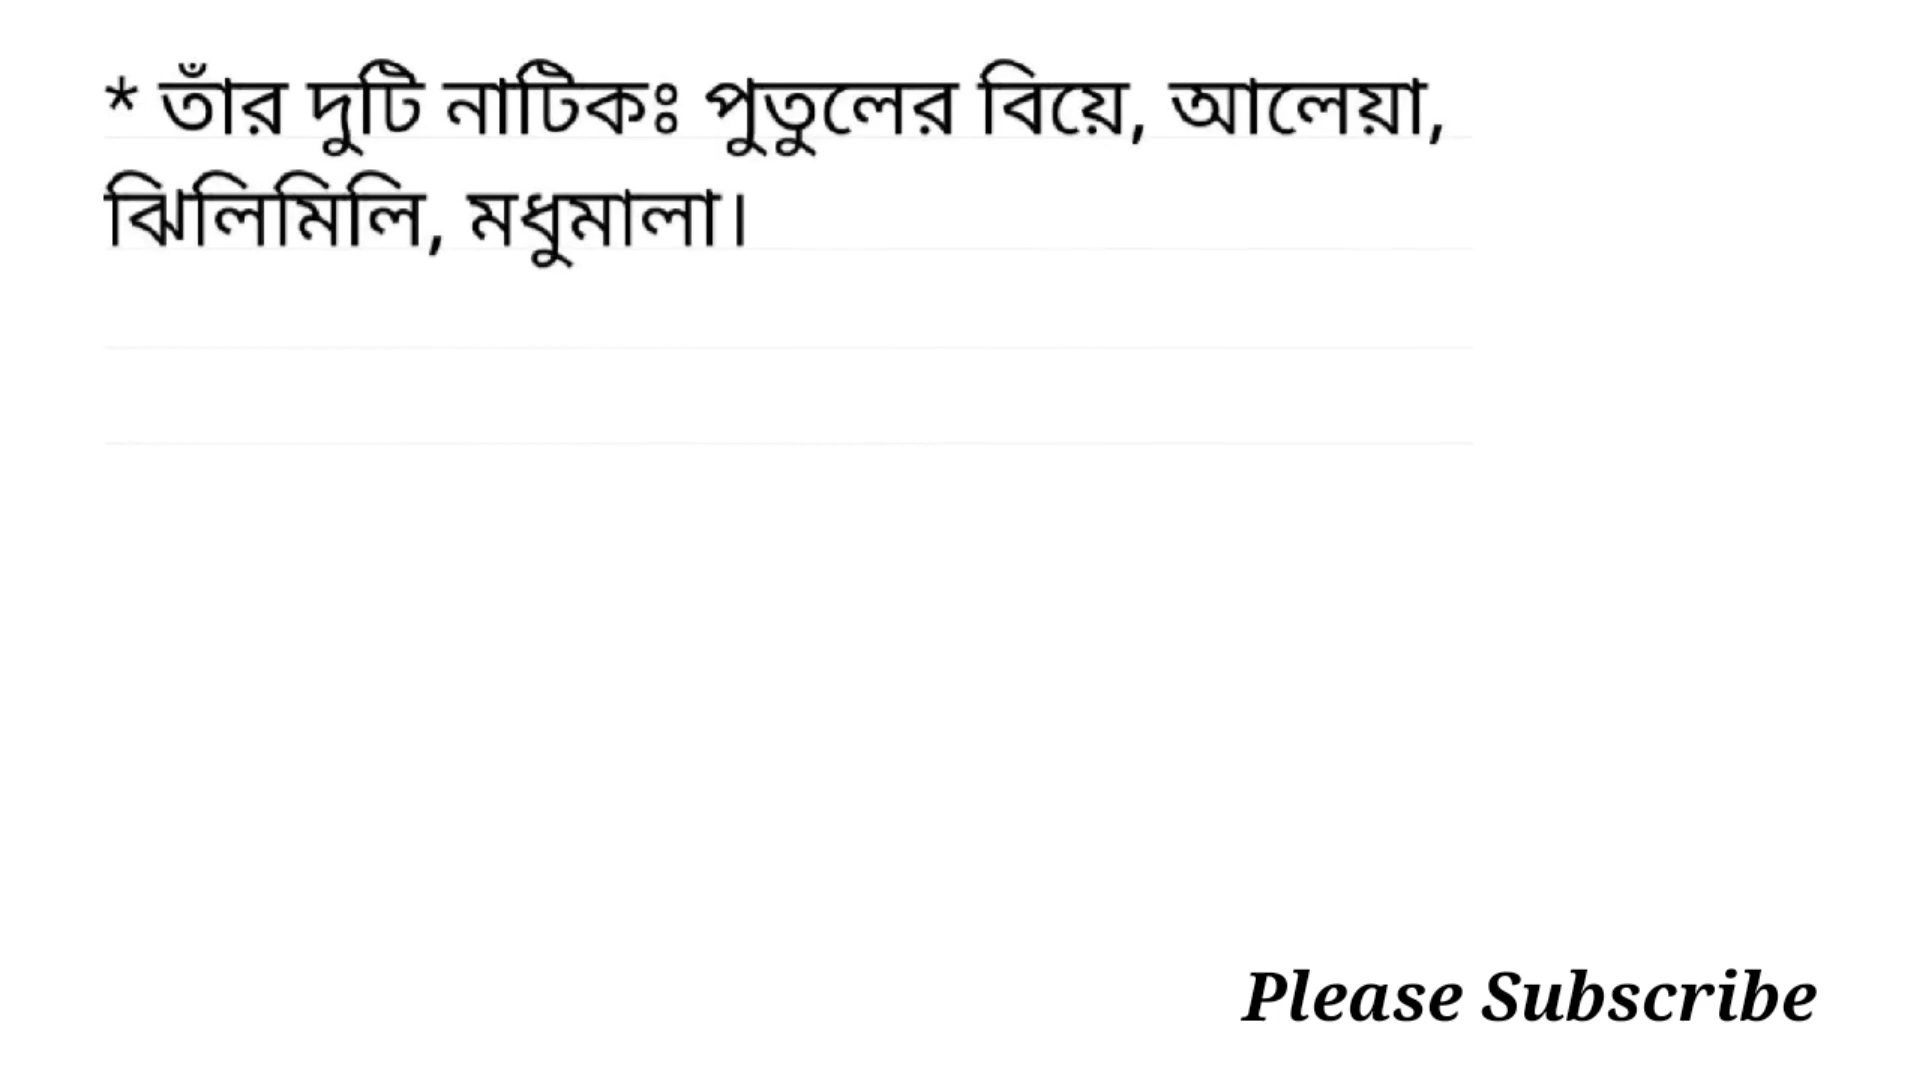 * তাঁর দুটি নাটিকঃ পুতুলের বিয়ে, আলেয়া,
ঝিলিমিলি, মধুমালা।
Please Subscribe